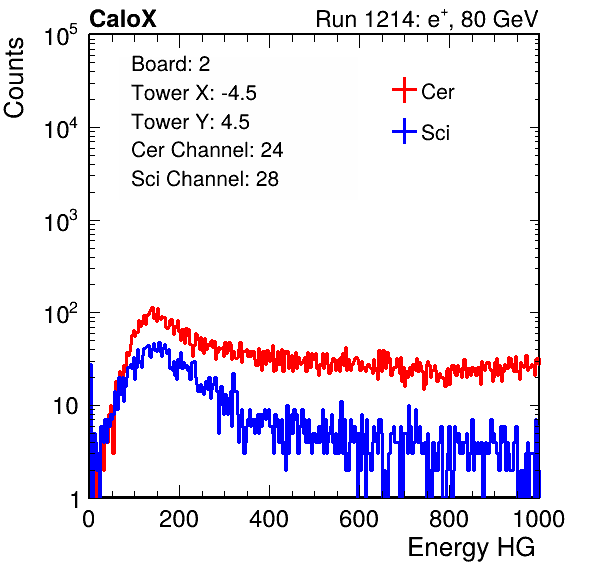 CaloX Run 1214: e⁺, 80 GeV
Counts
Board: 2
Tower X: -4.5
Tower Y: 4.5
Cer Channel: 24
Sci Channel: 28
Cer
Sci
10⁵
10⁴
10³
10²
10
1
0 200 400 600 800 1000
Energy HG